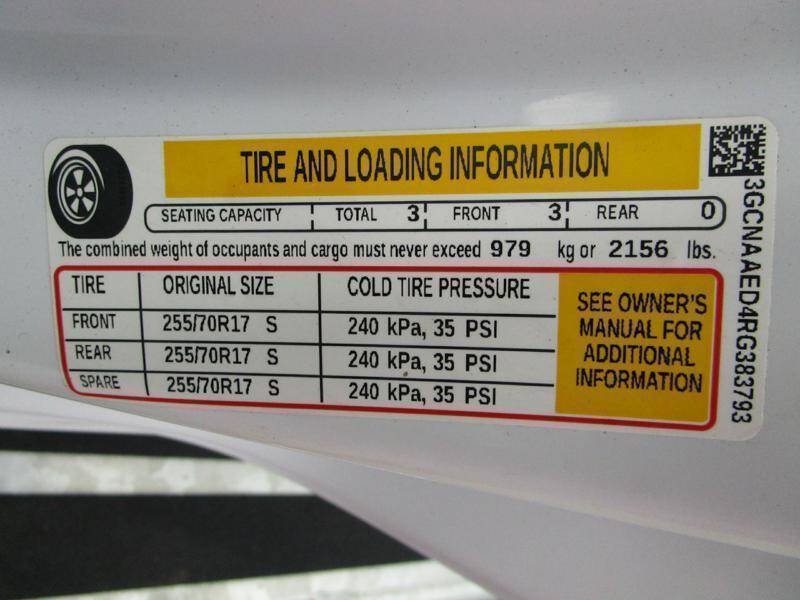 TIRE AND LOADING INFORMATION
SEATING CAPACITY TOTAL 3 FRONT 3 REAR 0
The combined weight of occupants and cargo must never exceed 979 kg or 2156 lbs.
TIRE ORIGINAL SIZE COLD TIRE PRESSURE
FRONT 255/70R17 S 240 kPa, 35 PSI
REAR 255/70R17 S 240 kPa, 35 PSI
SPARE 255/70R17 S 240 kPa, 35 PSI
SEE OWNER'S
MANUAL FOR
ADDITIONAL
INFORMATION
3GCNAAED4RG383793